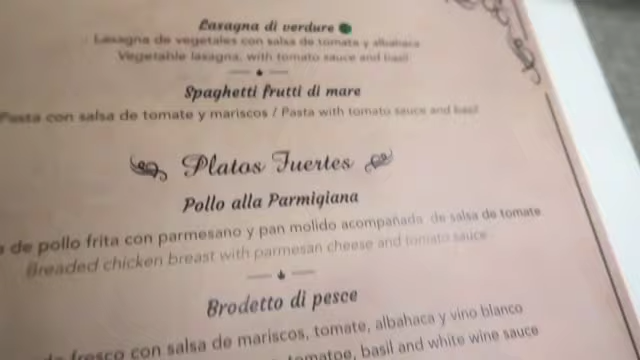 Lasagna di verdure
Lasagna de vegetales con salsa de tomate y albahaca
Vegetable lasagna, with tomato sauce and basil
Spaghetti frutti di mare
Pasta con salsa de tomate y mariscos / Pasta with tomato sauce and basil
Platos Fuertes
Pollo alla Parmigiana
de pollo frita con parmesano y pan molido acompañada de salsa de tomate
Breaded chicken breast with parmesan cheese and tomato sauce
Brodetto di pesce
fresco con salsa de mariscos, tomate, albahaca y vino blanco
tomatoe, basil and white wine sauce